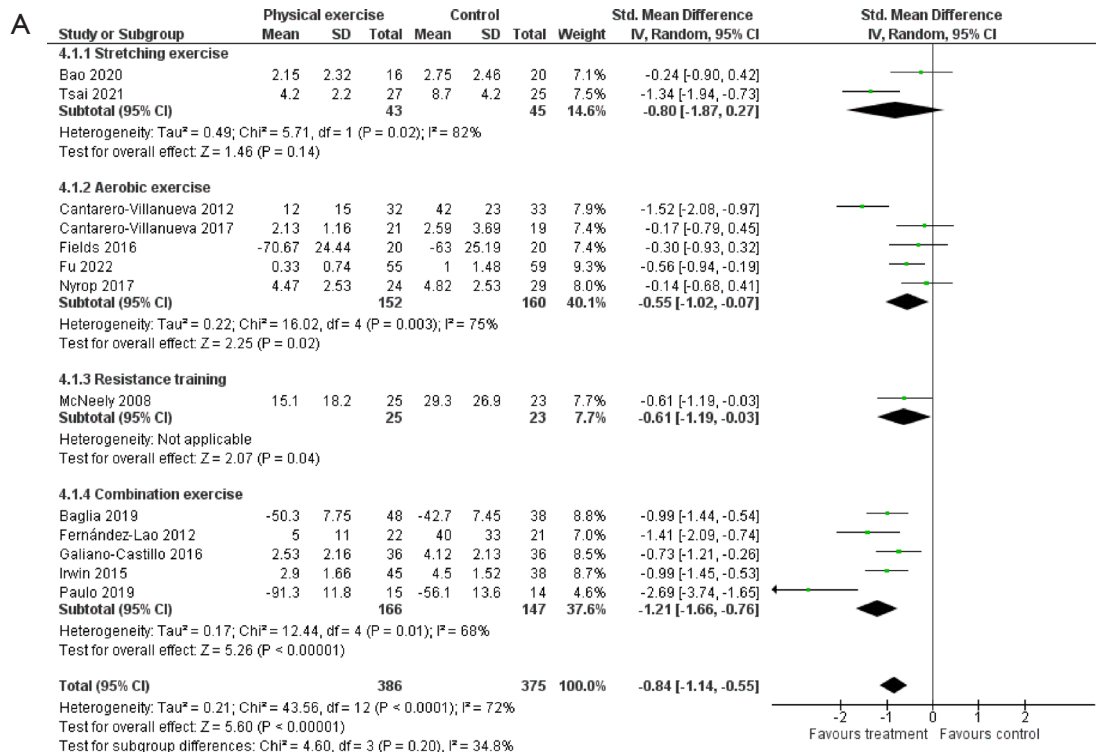 A
Physical exercise Control Std. Mean Difference Std. Mean Difference
Study or Subgroup Mean SD Total Mean SD Total Weight IV, Random, 95% CI IV, Random, 95% CI
4.1.1 Stretching exercise
Bao 2020 2.15 2.32 16 2.75 2.46 20 7.1% -0.24 [-0.90, 0.42]
Tsai 2021 4.2 2.2 27 8.7 4.2 25 7.5% -1.34 [-1.94, -0.73]
Subtotal (95% CI) 43 45 14.6% -0.80 [-1.87, 0.27]
Heterogeneity: Tau² = 0.49; Chi² = 5.71, df = 1 (P = 0.02); I² = 82%
Test for overall effect: Z = 1.46 (P = 0.14)
4.1.2 Aerobic exercise
Cantarero-Villanueva 2012 12 15 32 42 23 33 7.9% -1.52 [-2.08, -0.97]
Cantarero-Villanueva 2017 2.13 1.16 21 2.59 3.69 19 7.4% -0.17 [-0.79, 0.45]
Fields 2016 -70.67 24.44 20 -63 25.19 20 7.4% -0.30 [-0.93, 0.32]
Fu 2022 0.33 0.74 55 1 1.48 59 9.3% -0.56 [-0.94, -0.19]
Nyrop 2017 4.47 2.53 24 4.82 2.53 29 8.0% -0.14 [-0.68, 0.41]
Subtotal (95% CI) 152 160 40.1% -0.55 [-1.02, -0.07]
Heterogeneity: Tau² = 0.22; Chi² = 16.02, df = 4 (P = 0.003); I² = 75%
Test for overall effect: Z = 2.25 (P = 0.02)
4.1.3 Resistance training
McNeely 2008 15.1 18.2 25 29.3 26.9 23 7.7% -0.61 [-1.19, -0.03]
Subtotal (95% CI) 25 23 7.7% -0.61 [-1.19, -0.03]
Heterogeneity: Not applicable
Test for overall effect: Z = 2.07 (P = 0.04)
4.1.4 Combination exercise
Baglia 2019 -50.3 7.75 48 -42.7 7.45 38 8.8% -0.99 [-1.44, -0.54]
Fernández-Lao 2012 5 11 22 40 33 21 7.0% -1.41 [-2.09, -0.74]
Galiano-Castillo 2016 2.53 2.16 36 4.12 2.13 36 8.5% -0.73 [-1.21, -0.26]
Irwin 2015 2.9 1.66 45 4.5 1.52 38 8.7% -0.99 [-1.45, -0.53]
Paulo 2019 -91.3 11.8 15 -56.1 13.6 14 4.6% -2.69 [-3.74, -1.65]
Subtotal (95% CI) 166 147 37.6% -1.21 [-1.66, -0.76]
Heterogeneity: Tau² = 0.17; Chi² = 12.44, df = 4 (P = 0.01); I² = 68%
Test for overall effect: Z = 5.26 (P < 0.00001)
Total (95% CI) 386 375 100.0% -0.84 [-1.14, -0.55]
Heterogeneity: Tau² = 0.21; Chi² = 43.56, df = 12 (P < 0.0001); I² = 72%
Test for overall effect: Z = 5.60 (P < 0.00001)
Test for subgroup differences: Chi² = 4.60, df = 3 (P = 0.20), I² = 34.8%
-2 -1 0 1 2
Favours treatment Favours control